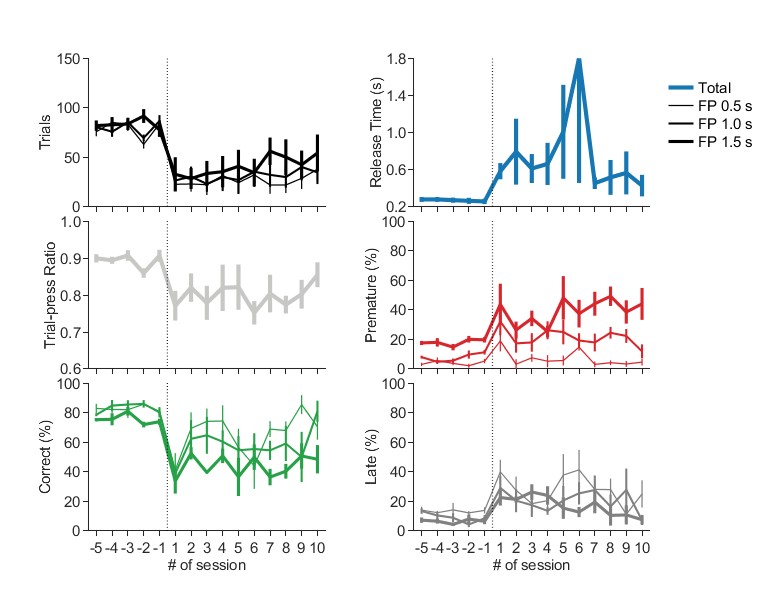 150
100
50
0
Trials
1.8
1.4
1.0
0.6
0.2
Release Time (s)
Total
FP 0.5 s
FP 1.0 s
FP 1.5 s
1.0
0.9
0.8
0.7
0.6
Trial-press Ratio
100
80
60
40
20
0
Premature (%)
100
80
60
40
20
0
Correct (%)
-5 -4 -3 -2 -1 1 2 3 4 5 6 7 8 9 10
# of session
100
80
60
40
20
0
Late (%)
-5 -4 -3 -2 -1 1 2 3 4 5 6 7 8 9 10
# of session